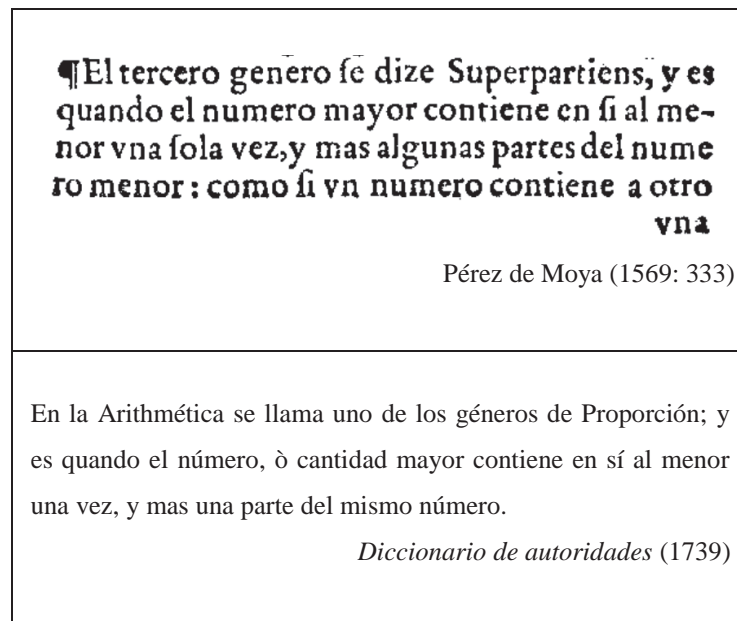 ¶El tercero genero ſe dize Superpartiens, y es
quando el numero mayor contiene en ſi al me-
nor vna ſola vez,y mas algunas partes del nume
ro menor : como ſi vn numero contiene a otro
vna
Pérez de Moya (1569: 333)
En la Arithmética se llama uno de los géneros de Proporción; y
es quando el número, ò cantidad mayor contiene en sí al menor
una vez, y mas una parte del mismo número.
Diccionario de autoridades (1739)